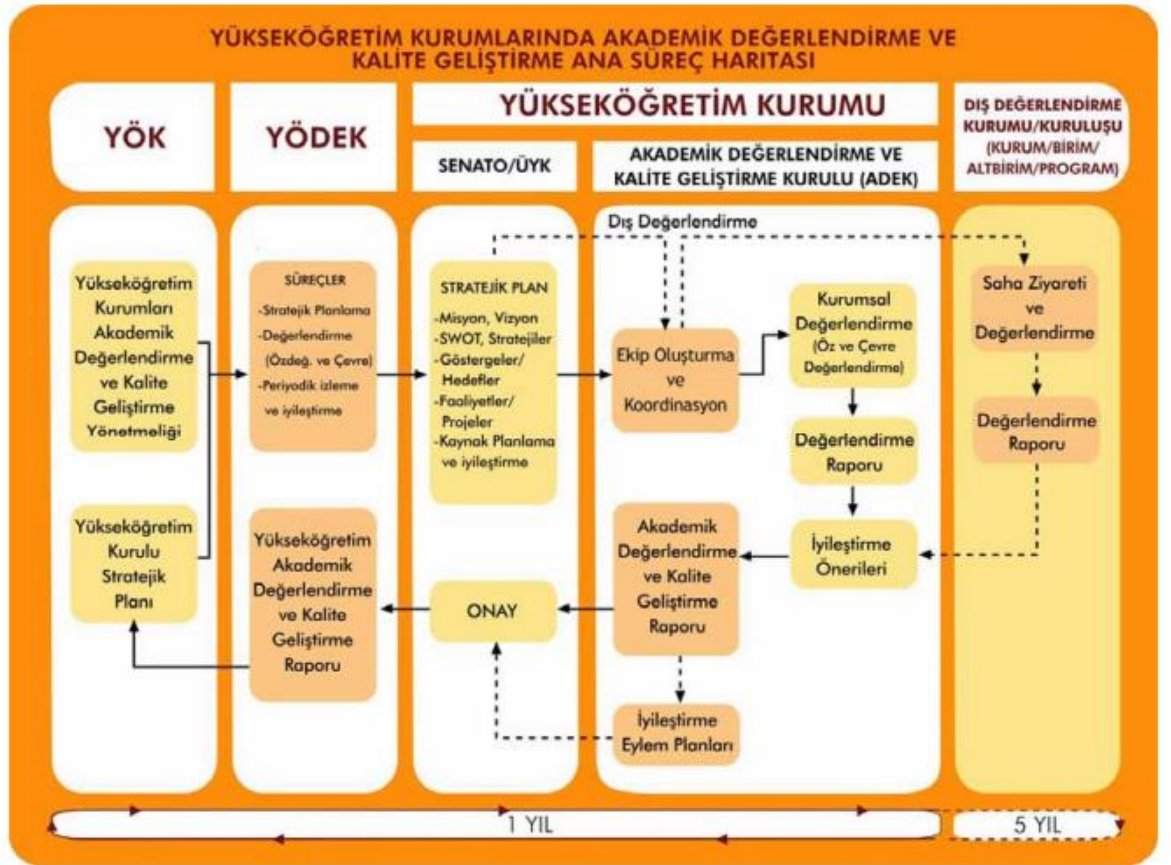 YÜKSEKÖĞRETİM KURUMLARINDA AKADEMİK DEĞERLENDİRME VE
KALİTE GELİŞTİRME ANA SÜREÇ HARITASI
YÖK
YÖDEK
YÜKSEKÖĞRETİM KURUMU
SENATO/ÜYK
AKADEMİK DEĞERLENDİRME VE
KALİTE GELİŞTİRME KURULU (ADEK)
DIŞ DEĞERLENDİRME
KURUMU/KURULUŞU
(KURUM/BİRİM/
ALTBİRİM/PROGRAM)
Yükseköğretim
Kurumları
Akademik
Değerlendirme
ve Kalite
Geliştirme
Yönetmeliği
Yükseköğretim
Kurulu
Stratejik
Planı
SÜREÇLER
-Stratejik Planlama
-Değerlendirme
(Özdeğ. ve Çevre)
-Periyodik izleme
ve iyileştirme
Yükseköğretim
Akademik
Değerlendirme
ve Kalite
Geliştirme
Raporu
STRATEJİK PLAN
-Misyon, Vizyon
-SWOT, Stratejiler
-Göstergeler/
Hedefler
-Faaliyetler/
Projeler
-Kaynak Planlama
ve iyileştirme
ONAY
Dış Değerlendirme
Ekip Oluşturma
ve
Koordinasyon
Kurumsal
Değerlendirme
(Öz ve Çevre
Değerlendirme)
Değerlendirme
Raporu
İyileştirme
Önerileri
Akademik
Değerlendirme
ve Kalite
Geliştirme
Raporu
İyileştirme
Eylem Planları
Saha Ziyareti
ve
Değerlendirme
Değerlendirme
Raporu
1 YIL
5 YIL